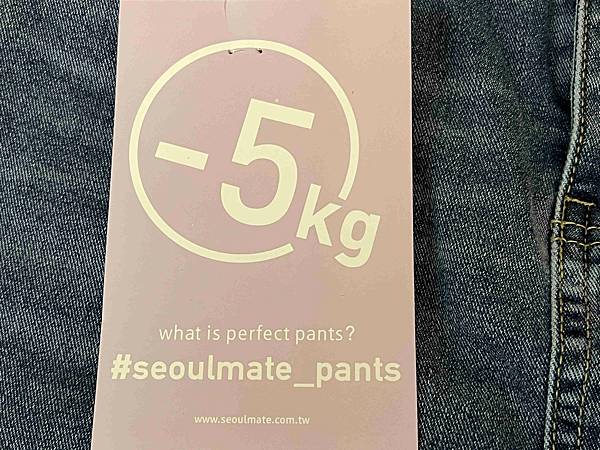 -5kg
what is perfect pants?
#seoulmate_pants
www.seoulmate.com.tw